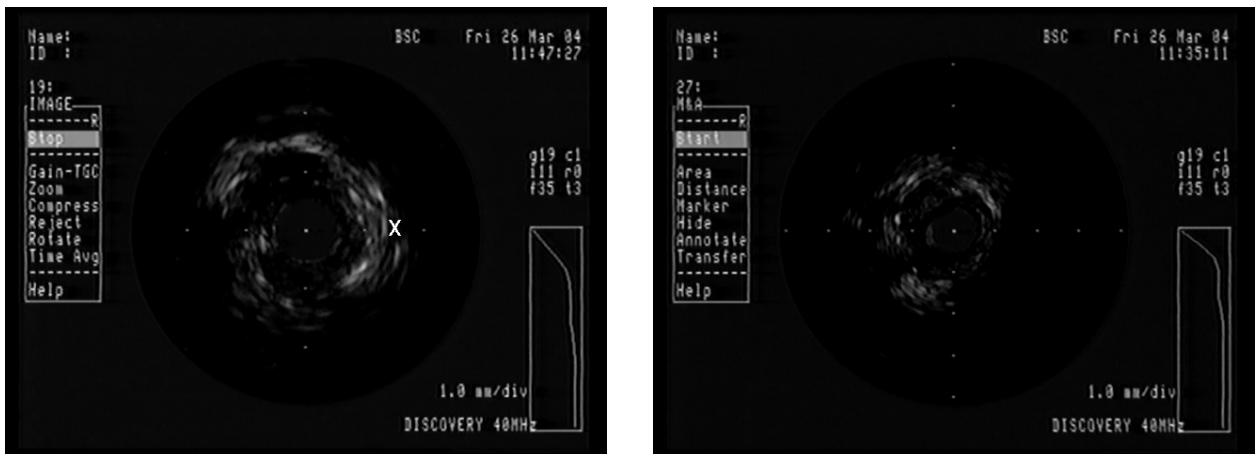 Name: BSC Fri 26 Mar 04
ID : 11:47:27
19:
IMAGE
------R
Stop
-------
g19 c1
Gain-TGC i11 r0
Zoom f35 t3
Compress
Reject
Rotate X
Time Avg
-------
Help
1.0 mm/div
DISCOVERY 40MHz
Name: BSC Fri 26 Mar 04
ID : 11:35:11
27:
M&A
------R
Start
-------
g19 c1
Area i11 r0
Distance f35 t3
Marker
Hide
Annotate
Transfer
-------
Help
1.0 mm/div
DISCOVERY 40MHz